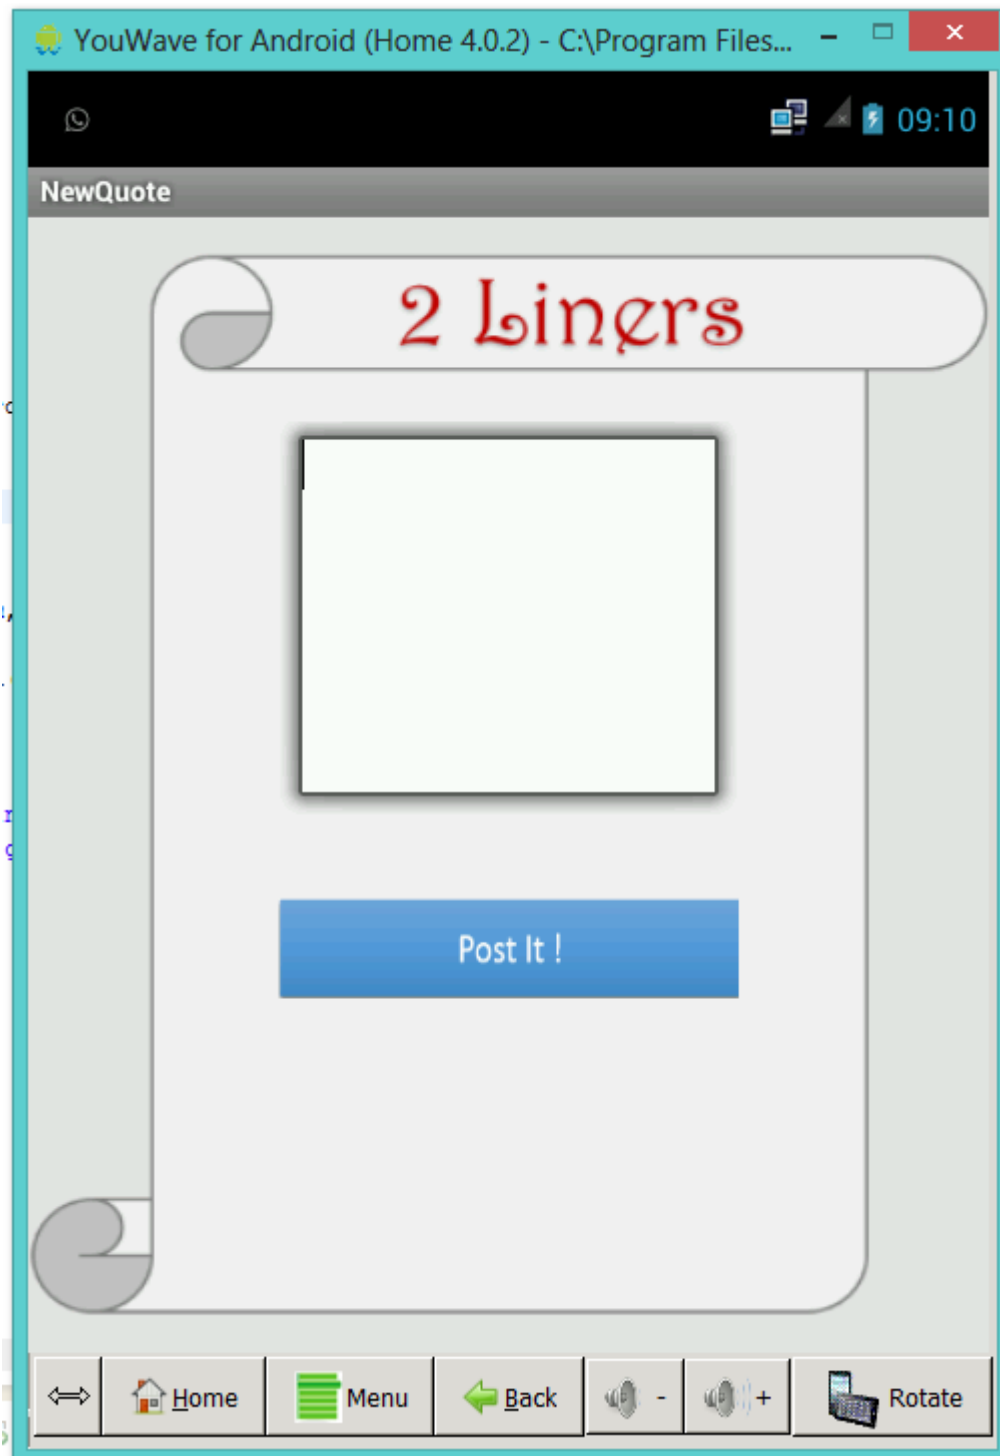 YouWave for Android (Home 4.0.2) - C:\Program Files...
09:10
NewQuote
2 Liners
Post It !
Home Menu Back - + Rotate